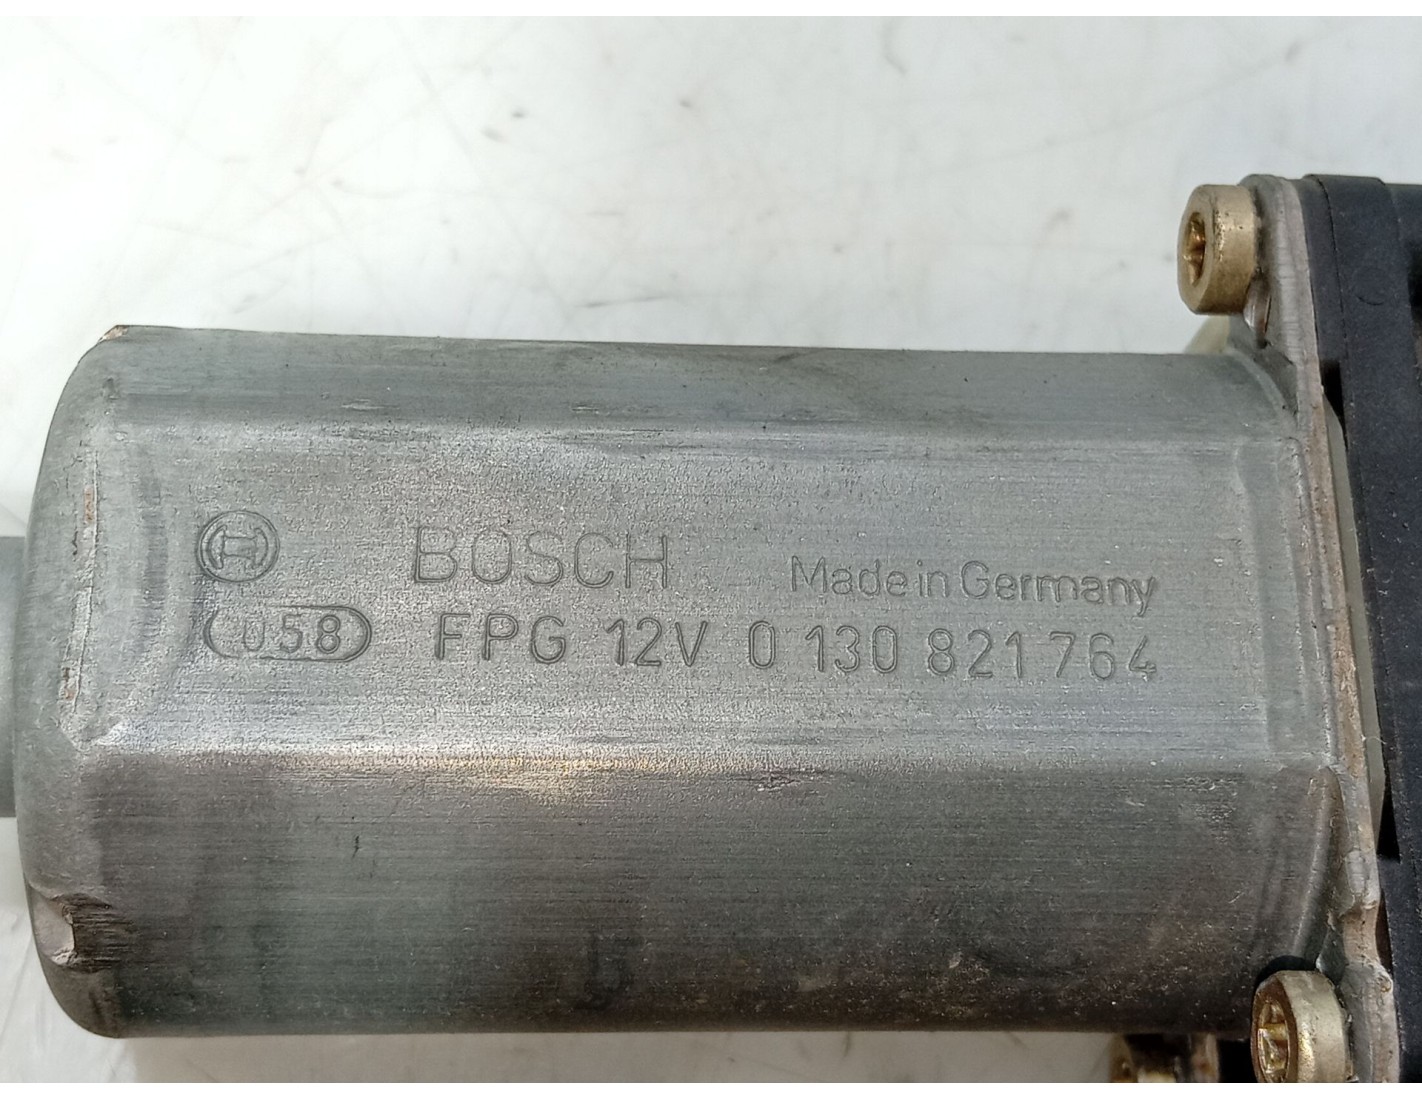 BOSCH Made in Germany
058 FPG 12V 0 130 821 764